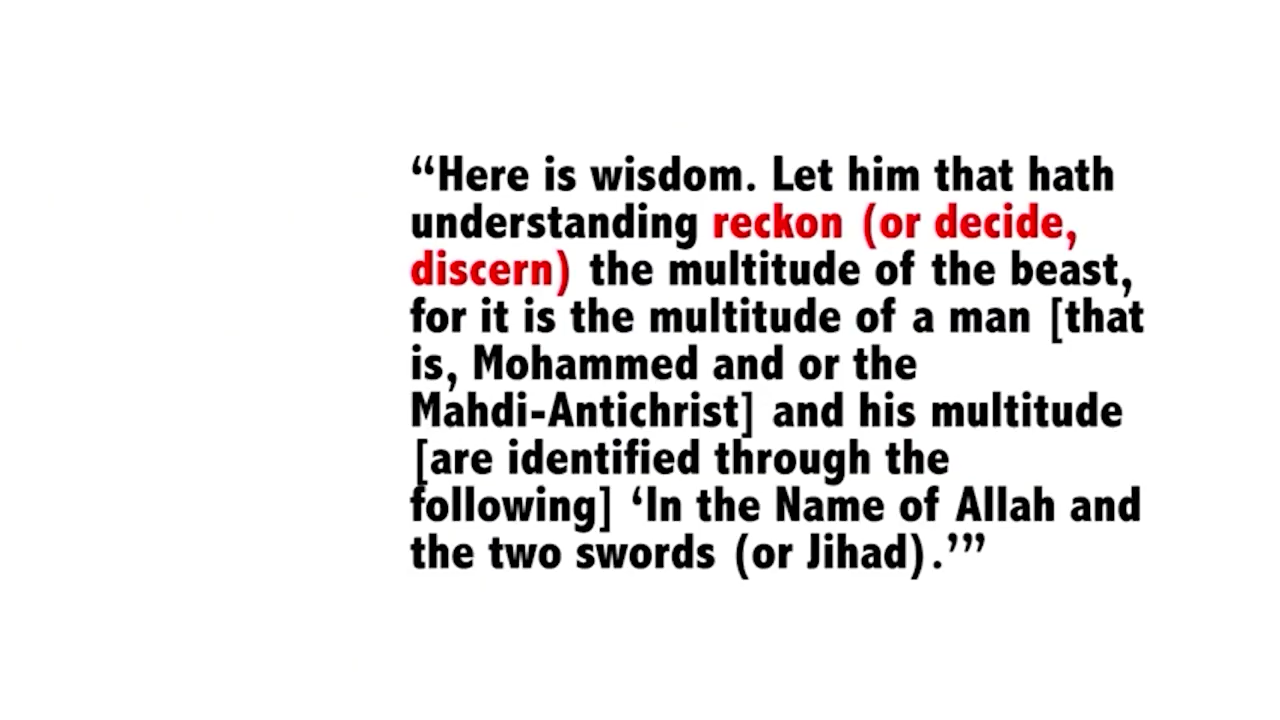 “Here is wisdom. Let him that hath
understanding reckon (or decide,
discern) the multitude of the beast,
for it is the multitude of a man [that
is, Mohammed and or the
Mahdi-Antichrist] and his multitude
[are identified through the
following] ‘In the Name of Allah and
the two swords (or Jihad).’”